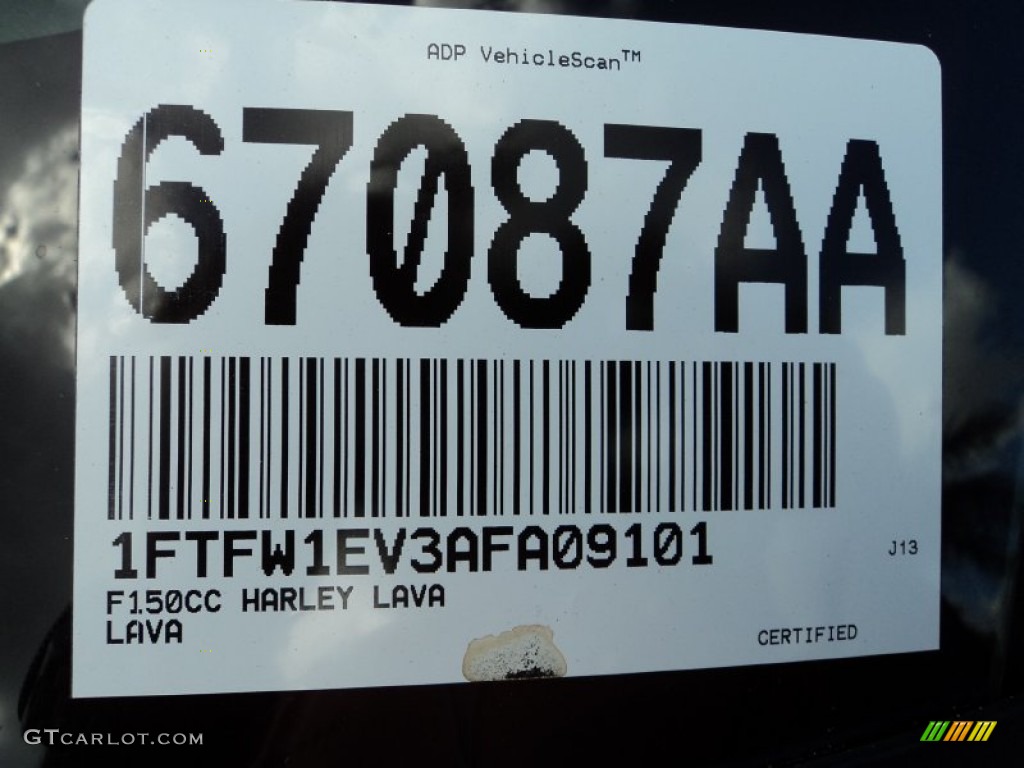 ADP VehicleScan™
67087AA
1FTFW1EV3AFA09101
J13
F150CC HARLEY LAVA
LAVA
CERTIFIED
GTCARLOT.COM